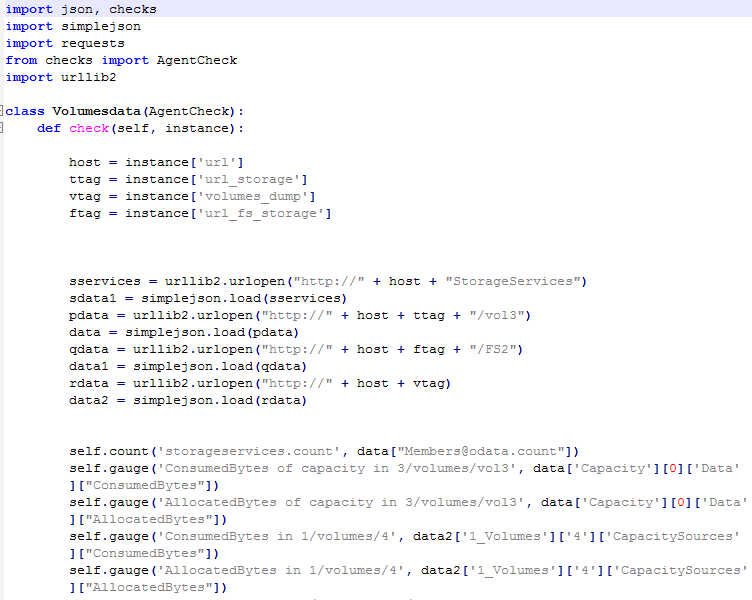 import json, checks
import simplejson
import requests
from checks import AgentCheck
import urllib2
class Volumesdata(AgentCheck):
def check(self, instance):
host = instance['url']
ttag = instance['url_storage']
vtag = instance['volumes_dump']
ftag = instance['url_fs_storage']
sservices = urllib2.urlopen("http://" + host + "StorageServices")
sdata1 = simplejson.load(sservices)
pdata = urllib2.urlopen("http://" + host + ttag + "/vol3")
data = simplejson.load(pdata)
qdata = urllib2.urlopen("http://" + host + ftag + "/FS2")
data1 = simplejson.load(qdata)
rdata = urllib2.urlopen("http://" + host + vtag)
data2 = simplejson.load(rdata)
self.count('storageservices.count', data["Members@odata.count"])
self.gauge('ConsumedBytes of capacity in 3/volumes/vol3', data['Capacity'][0]['Data'
]["ConsumedBytes"])
self.gauge('AllocatedBytes of capacity in 3/volumes/vol3', data['Capacity'][0]['Data'
]["AllocatedBytes"])
self.gauge('ConsumedBytes in 1/volumes/4', data2['1_Volumes']['4']['CapacitySources'
]["ConsumedBytes"])
self.gauge('AllocatedBytes in 1/volumes/4', data2['1_Volumes']['4']['CapacitySources'
]["AllocatedBytes"])